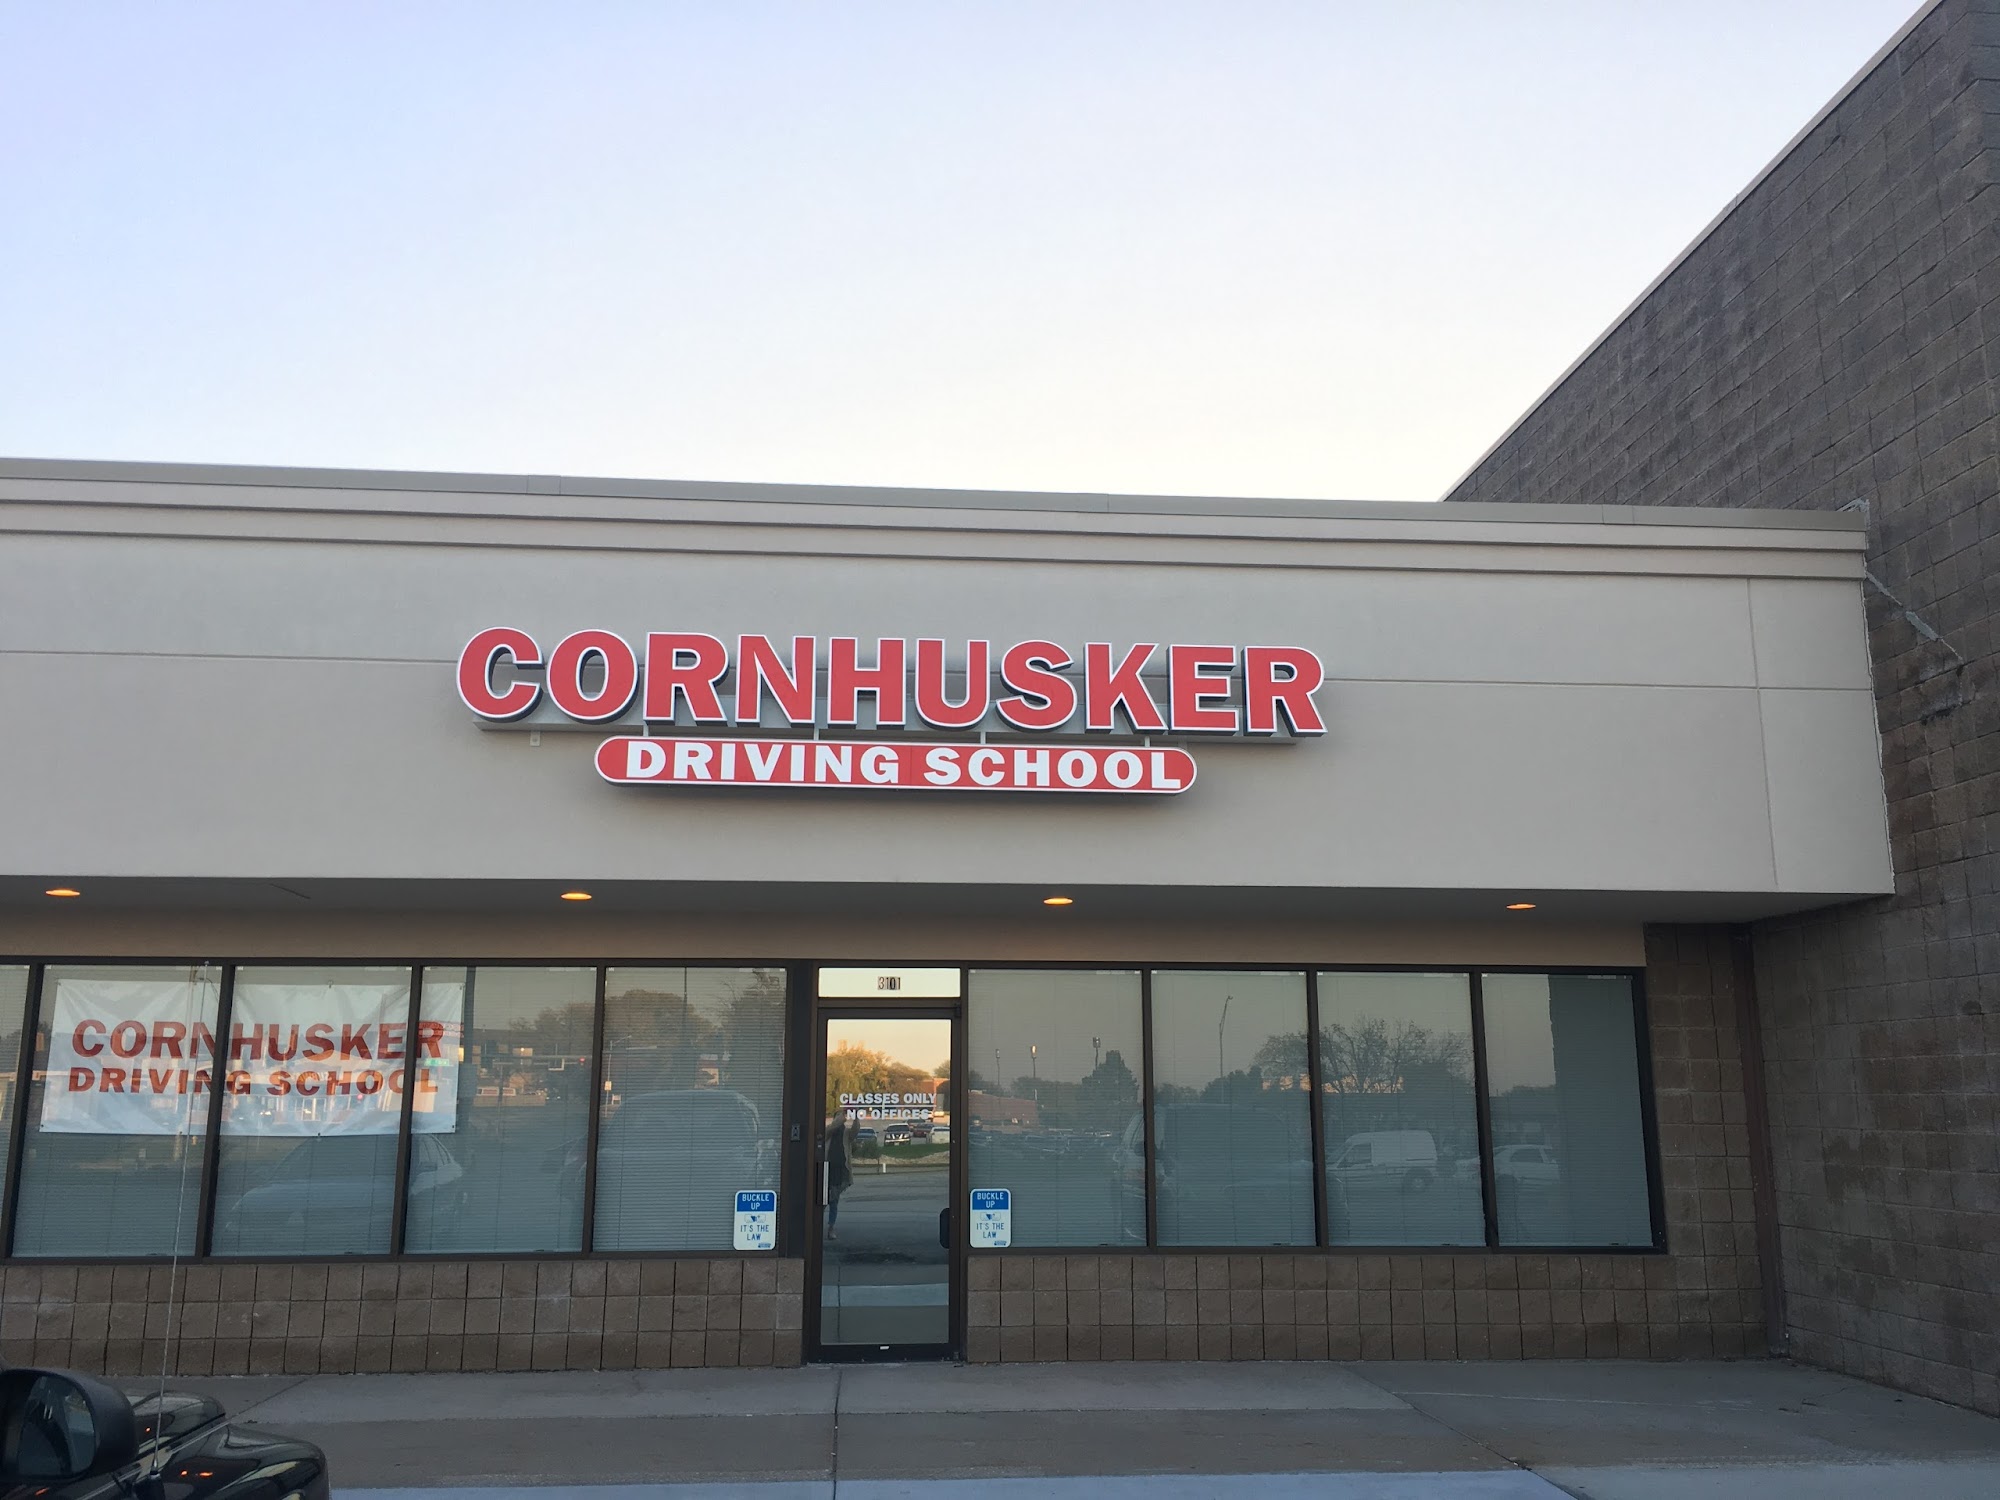 CORNHUSKER
DRIVING SCHOOL
3101
CORNHUSKER
DRIVING SCHOOL
CLASSES ONLY
NO OFFICES
BUCKLE
UP
IT'S THE
LAW
BUCKLE
UP
IT'S THE
LAW